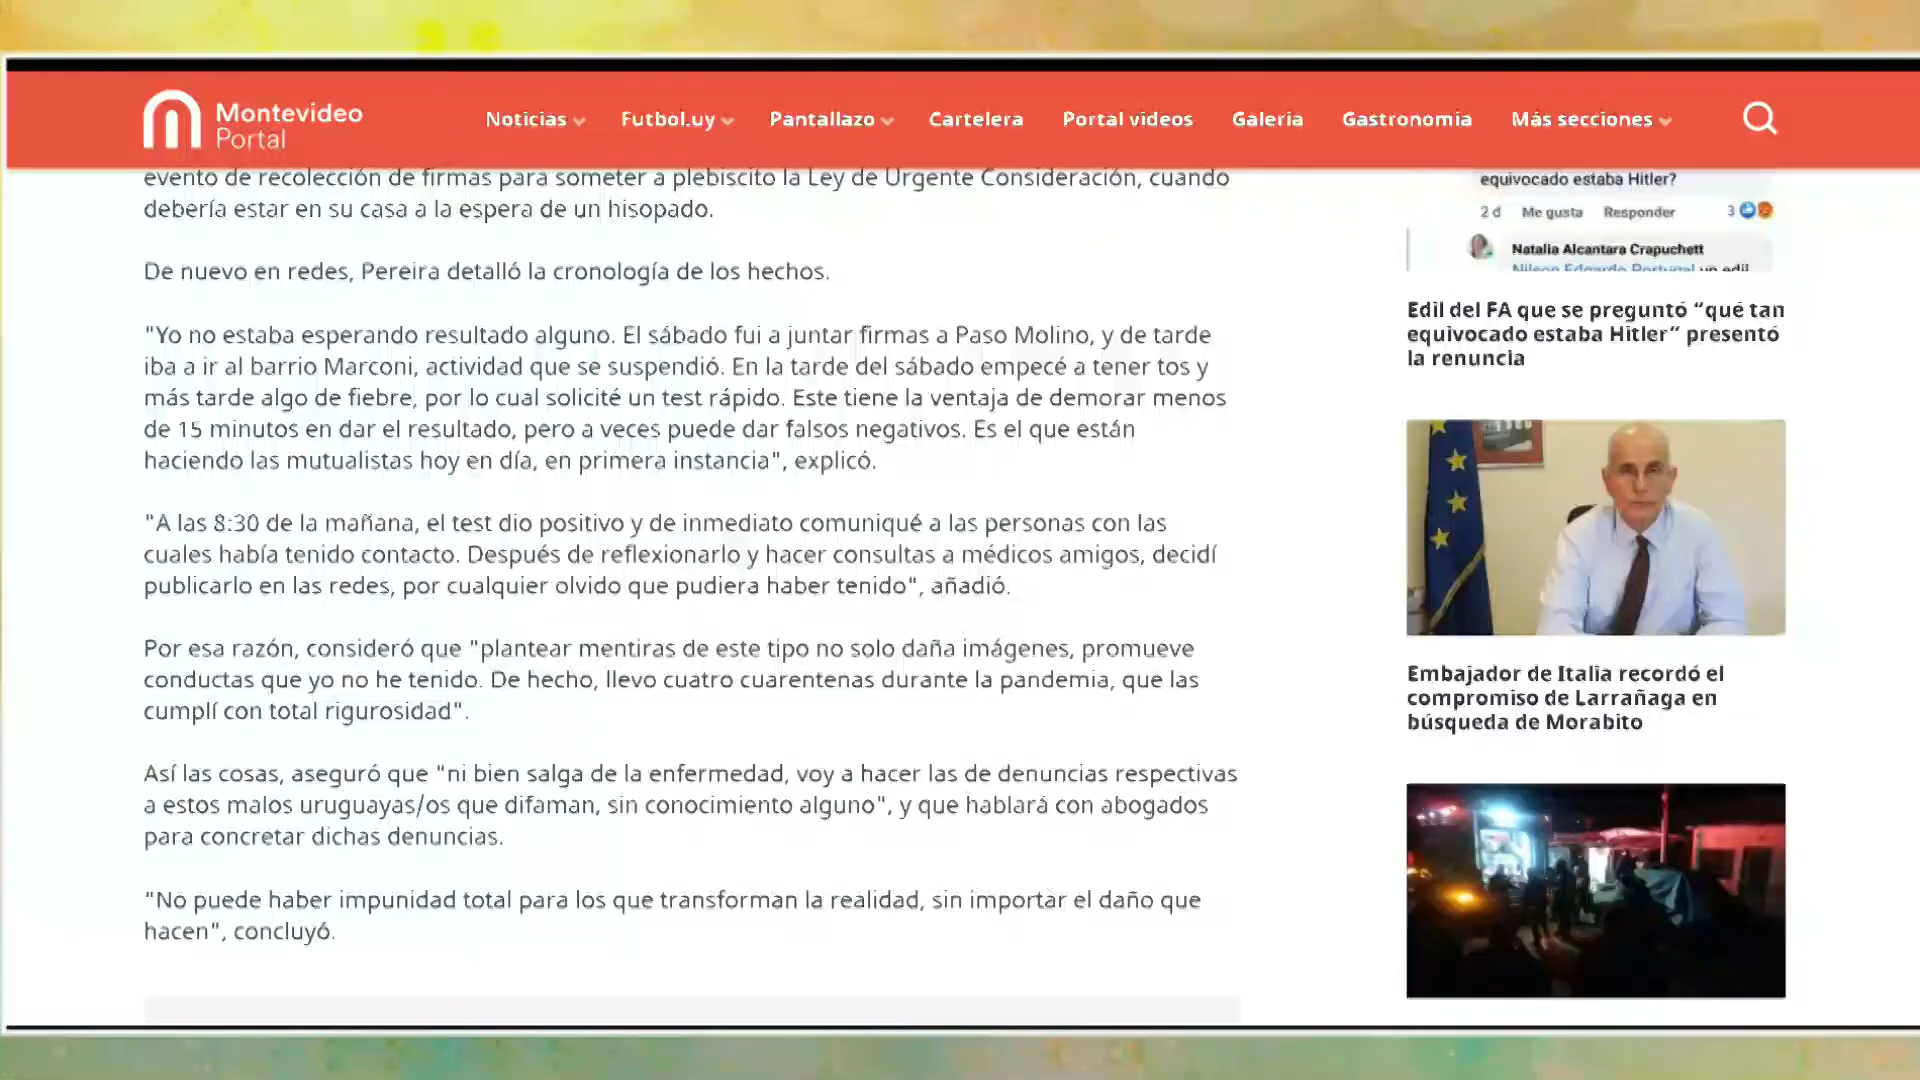 Montevideo
Portal
Noticias
Futbol.uy
Pantallazo
Cartelera
Portal videos
Galería
Gastronomía
Más secciones
evento de recolección de firmas para someter a plebiscito la Ley de Urgente Consideración, cuando
debería estar en su casa a la espera de un hisopado.
De nuevo en redes, Pereira detalló la cronología de los hechos.
"Yo no estaba esperando resultado alguno. El sábado fui a juntar firmas a Paso Molino, y de tarde
iba a ir al barrio Marconi, actividad que se suspendió. En la tarde del sábado empecé a tener tos y
más tarde algo de fiebre, por lo cual solicité un test rápido. Este tiene la ventaja de demorar menos
de 15 minutos en dar el resultado, pero a veces puede dar falsos negativos. Es el que están
haciendo las mutualistas hoy en día, en primera instancia", explicó.
"A las 8:30 de la mañana, el test dio positivo y de inmediato comuniqué a las personas con las
cuales había tenido contacto. Después de reflexionarlo y hacer consultas a médicos amigos, decidí
publicarlo en las redes, por cualquier olvido que pudiera haber tenido", añadió.
Por esa razón, consideró que "plantear mentiras de este tipo no solo daña imágenes, promueve
conductas que yo no he tenido. De hecho, llevo cuatro cuarentenas durante la pandemia, que las
cumplí con total rigurosidad".
Así las cosas, aseguró que "ni bien salga de la enfermedad, voy a hacer las de denuncias respectivas
a estos malos uruguayas/os que difaman, sin conocimiento alguno", y que hablará con abogados
para concretar dichas denuncias.
"No puede haber impunidad total para los que transforman la realidad, sin importar el daño que
hacen", concluyó.
equivocado estaba Hitler?
2 d Me gusta Responder 3
Natalia Alcantara Crapuchett
Nilson Edgardo Portugal un edil
Edil del FA que se preguntó “qué tan
equivocado estaba Hitler” presentó
la renuncia
Embajador de Italia recordó el
compromiso de Larrañaga en
búsqueda de Morabito